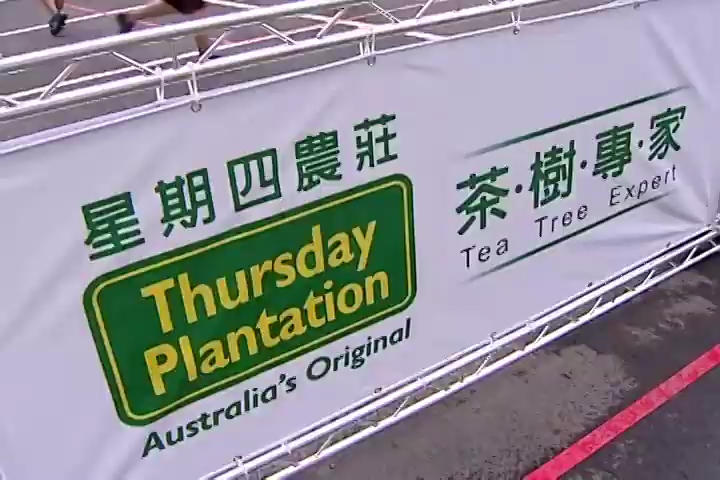 星期四農莊
Thursday
Plantation
Australia's Original
茶·樹·專·家
Tea Tree Expert